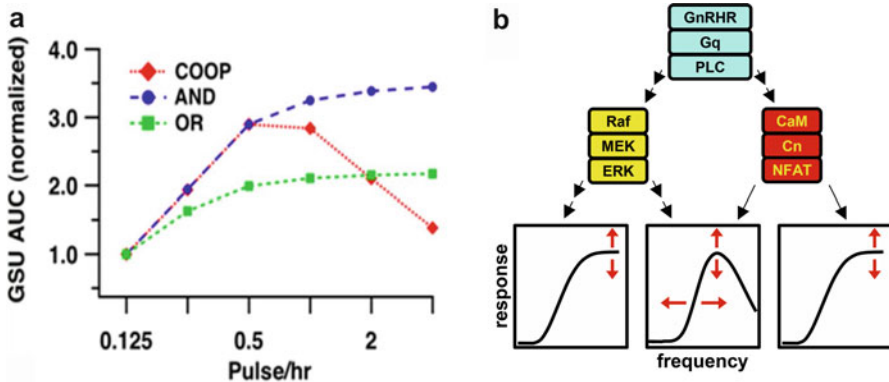 a
GSU AUC (normalized)
4.0
3.0
2.0
1.0
COOP
AND
OR
0.125
0.5
2
Pulse/hr
b
GnRHR
Gq
PLC
Raf
MEK
ERK
CaM
Cn
NFAT
response
frequency